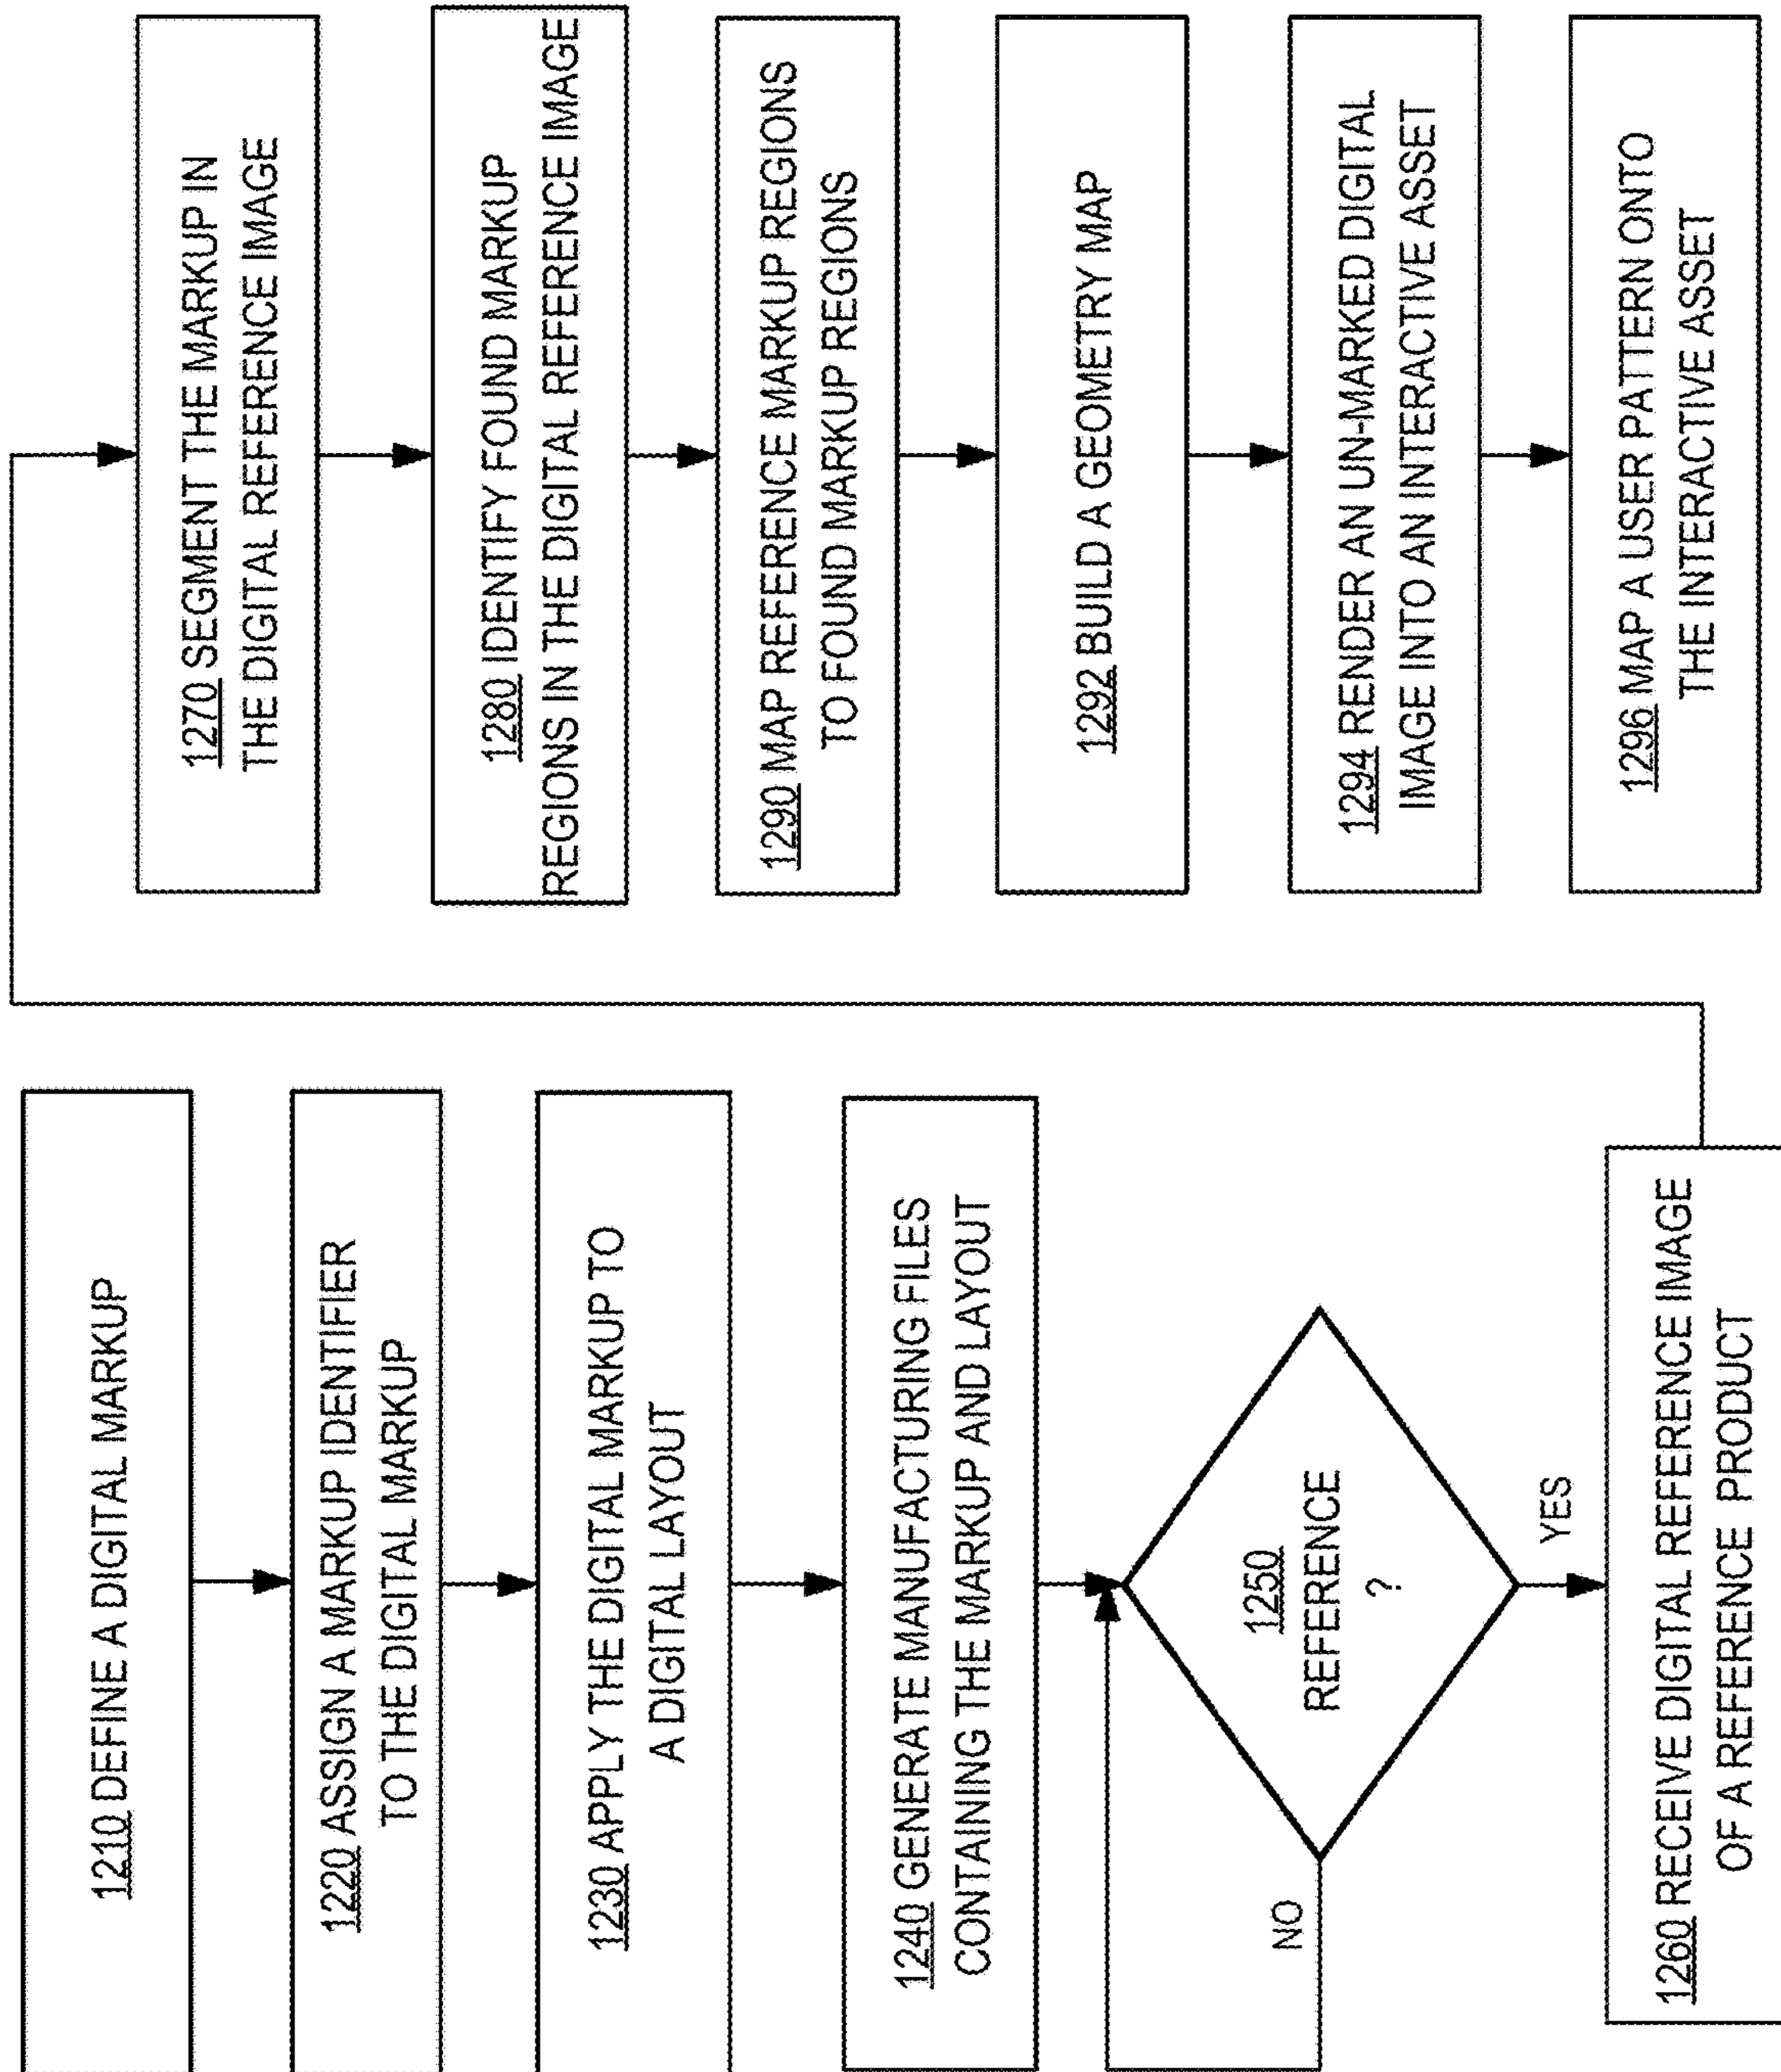 1210 DEFINE A DIGITAL MARKUP
1220 ASSIGN A MARKUP IDENTIFIER
TO THE DIGITAL MARKUP
1230 APPLY THE DIGITAL MARKUP TO
A DIGITAL LAYOUT
1240 GENERATE MANUFACTURING FILES
CONTAINING THE MARKUP AND LAYOUT
1250
REFERENCE
?
NO
YES
1260 RECEIVE DIGITAL REFERENCE IMAGE
OF A REFERENCE PRODUCT
1270 SEGMENT THE MARKUP IN
THE DIGITAL REFERENCE IMAGE
1280 IDENTIFY FOUND MARKUP
REGIONS IN THE DIGITAL REFERENCE IMAGE
1290 MAP REFERENCE MARKUP REGIONS
TO FOUND MARKUP REGIONS
1292 BUILD A GEOMETRY MAP
1294 RENDER AN UN-MARKED DIGITAL
IMAGE INTO AN INTERACTIVE ASSET
1296 MAP A USER PATTERN ONTO
THE INTERACTIVE ASSET